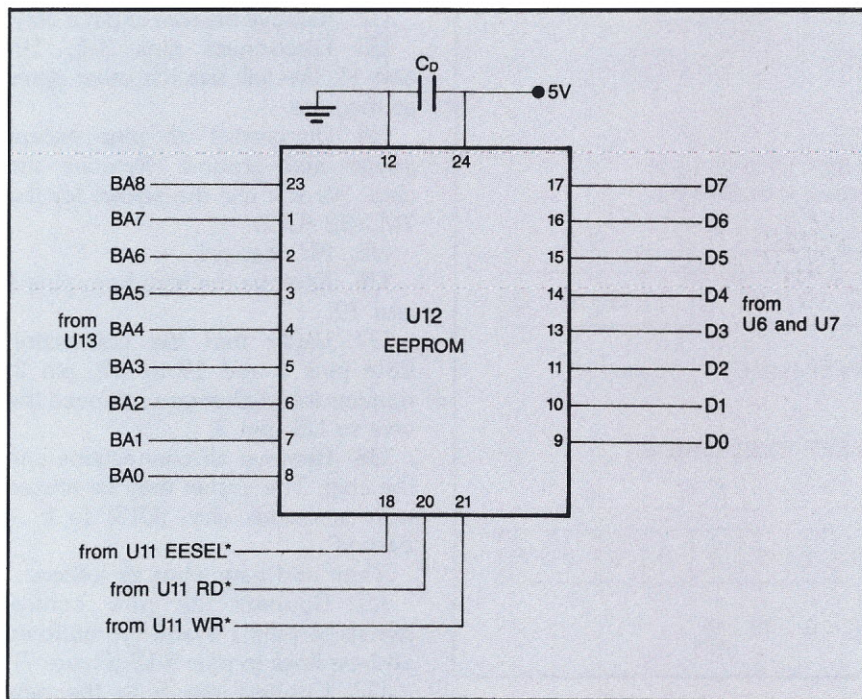 C_D
5V
12 24
BA8 23 17 D7
BA7 1 16 D6
BA6 2 15 D5
BA5 3 14 D4
from
U13
BA4 4 13 D3
from
U6 and U7
U12
EEPROM
BA3 5 11 D2
BA2 6 10 D1
BA1 7 9 D0
BA0 8
18 20 21
from U11 EESEL*
from U11 RD*
from U11 WR*